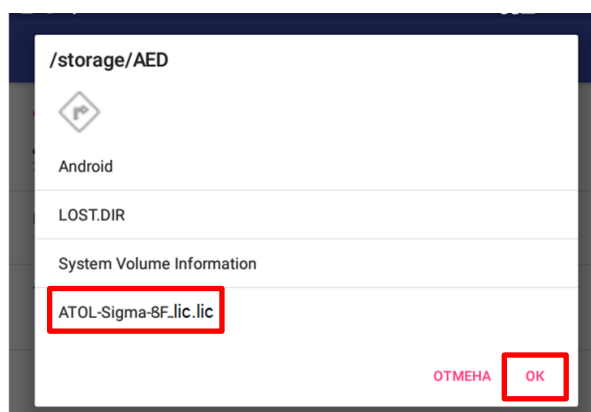 /storage/AED
Android
LOST.DIR
System Volume Information
ATOL-Sigma-8F_lic.lic
ОТМЕНА OK